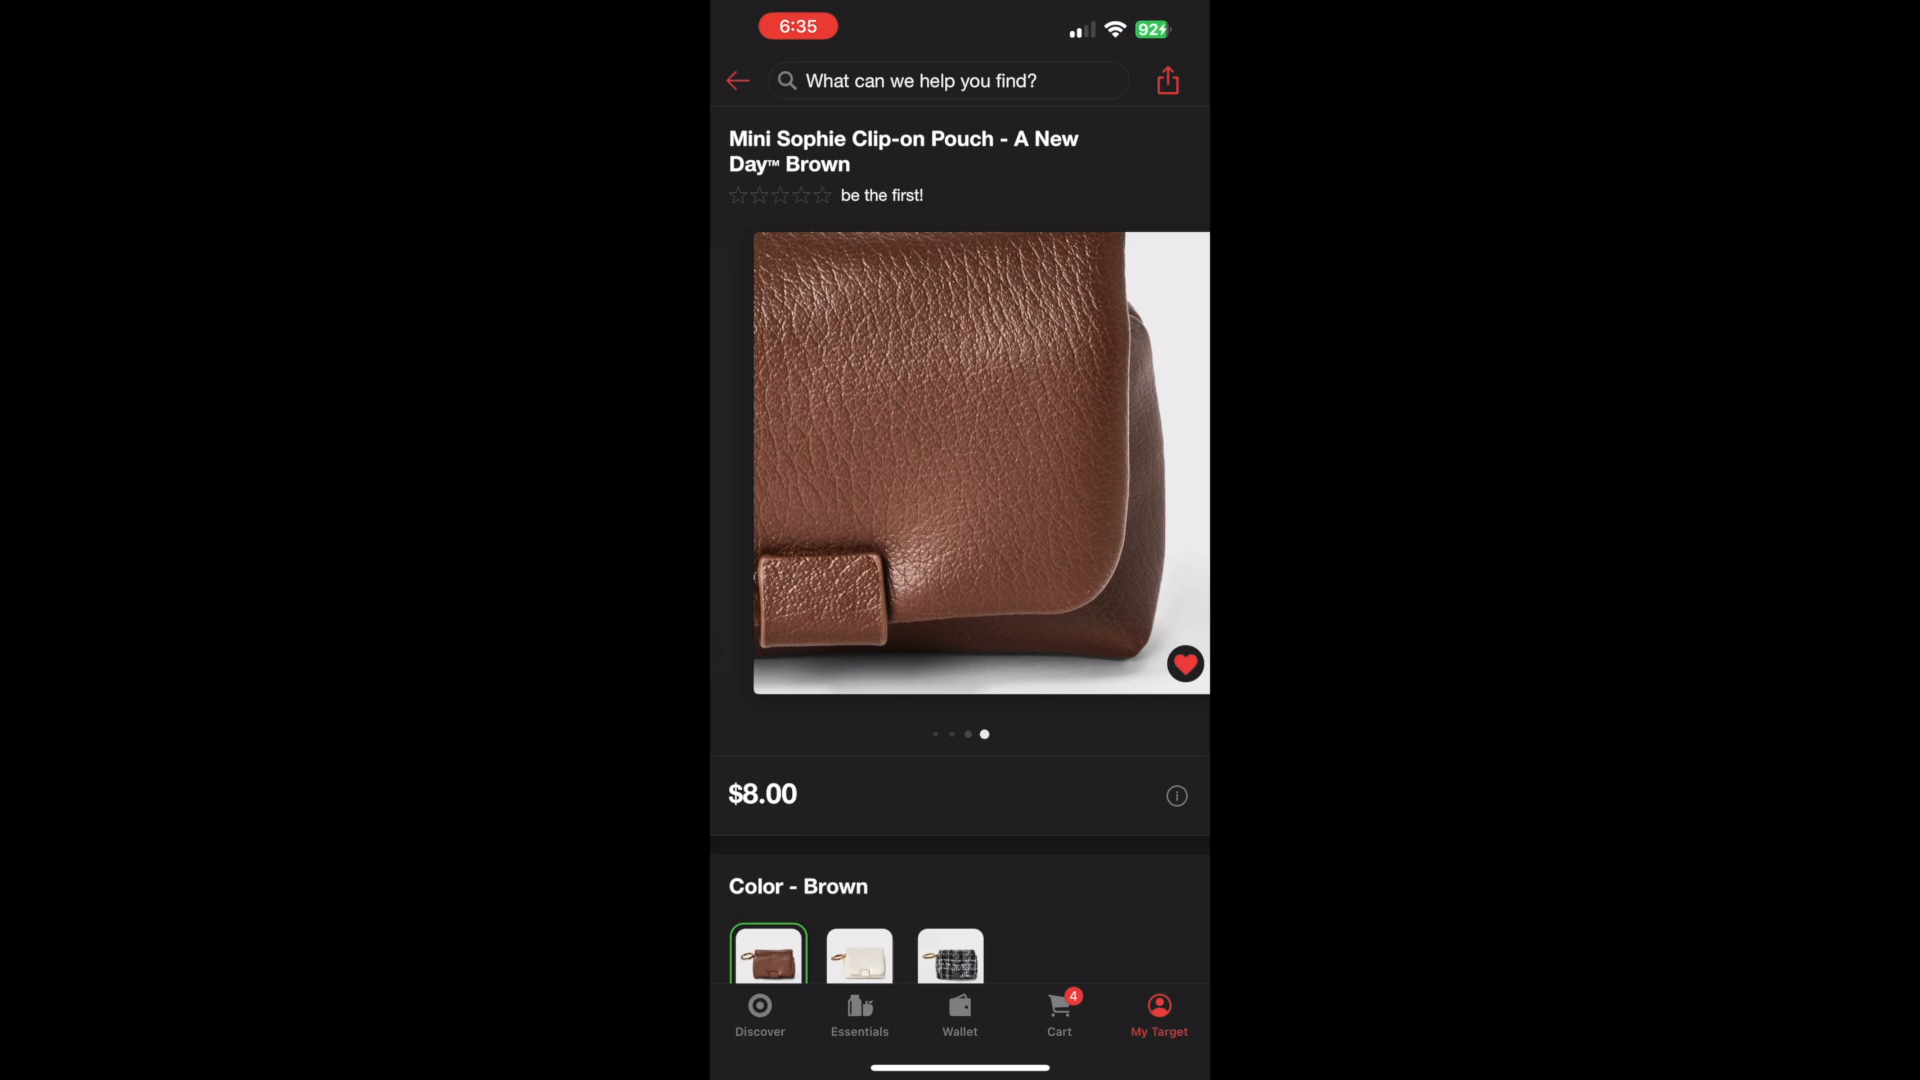 6:35
92
What can we help you find?
Mini Sophie Clip-on Pouch - A New
Day™ Brown
be the first!
$8.00
Color - Brown
4
Discover
Essentials
Wallet
Cart
My Target